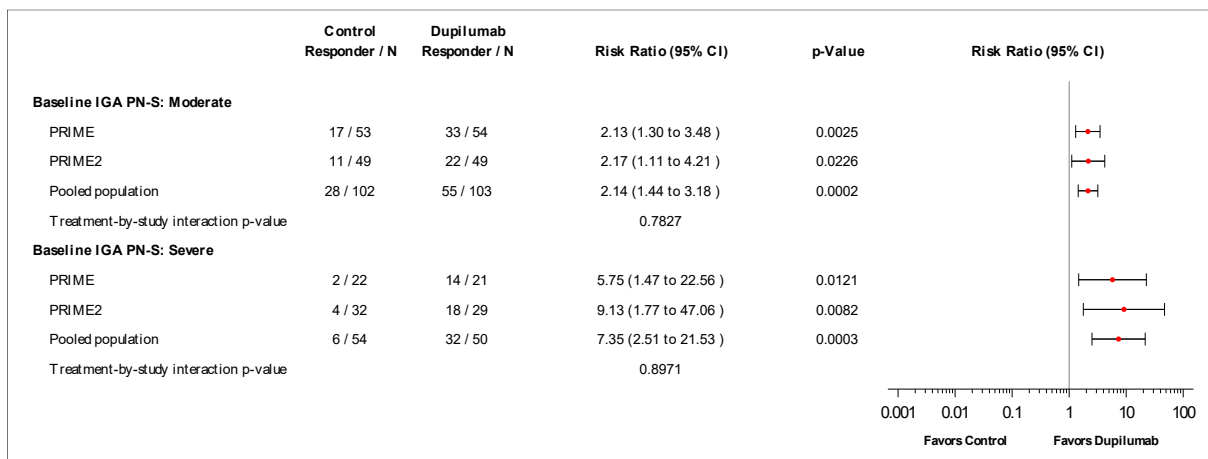 Control Dupilumab
Responder / N Responder / N Risk Ratio (95% CI) p-Value Risk Ratio (95% CI)
Baseline IGA PN-S: Moderate
PRIME 17 / 53 33 / 54 2.13 (1.30 to 3.48 ) 0.0025
PRIME2 11 / 49 22 / 49 2.17 (1.11 to 4.21 ) 0.0226
Pooled population 28 / 102 55 / 103 2.14 (1.44 to 3.18 ) 0.0002
Treatment-by-study interaction p-value 0.7827
Baseline IGA PN-S: Severe
PRIME 2 / 22 14 / 21 5.75 (1.47 to 22.56 ) 0.0121
PRIME2 4 / 32 18 / 29 9.13 (1.77 to 47.06 ) 0.0082
Pooled population 6 / 54 32 / 50 7.35 (2.51 to 21.53 ) 0.0003
Treatment-by-study interaction p-value 0.8971
0.001 0.01 0.1 1 10 100
Favors Control Favors Dupilumab